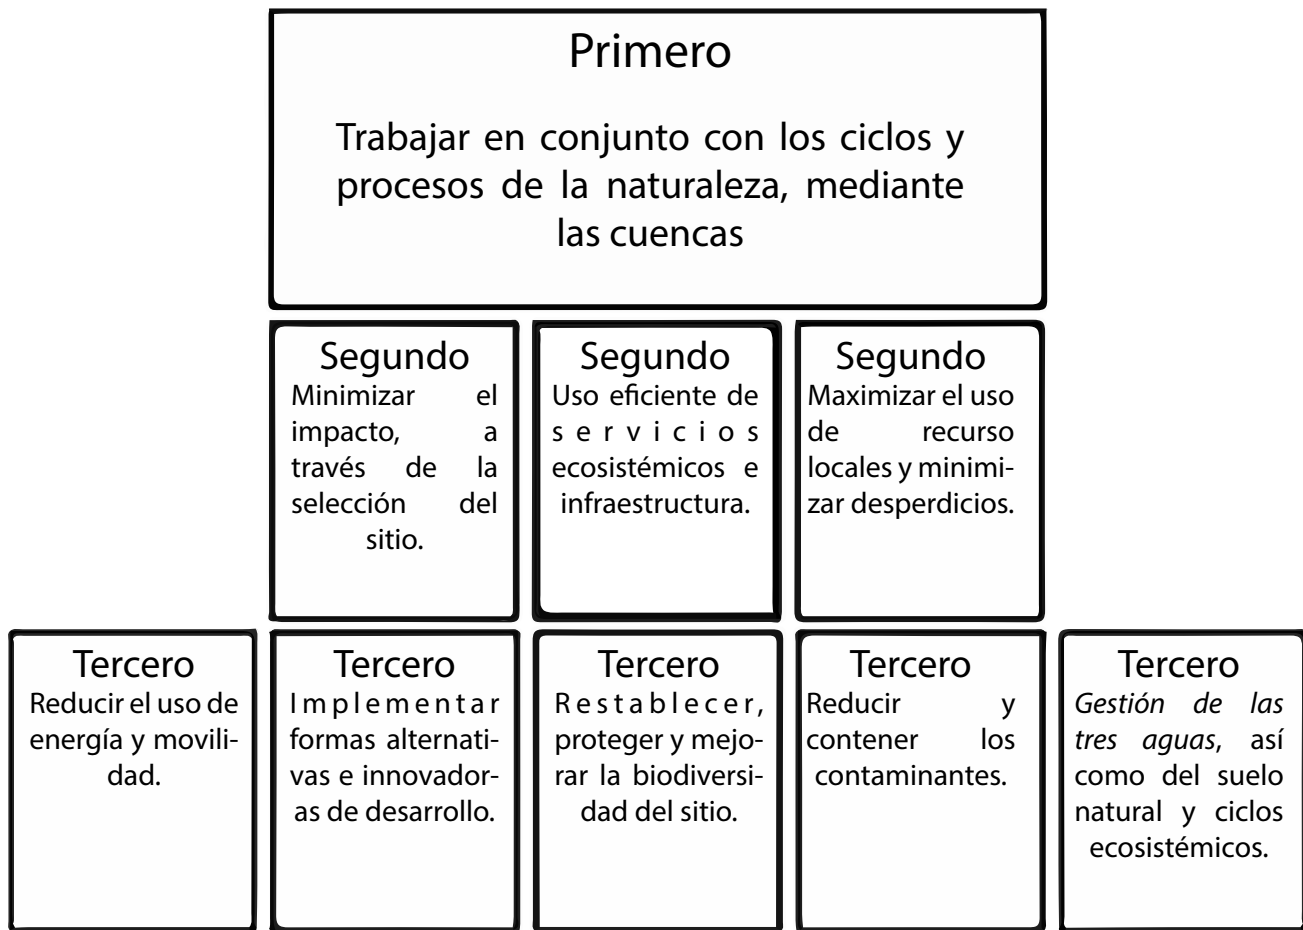 Primero
Trabajar en conjunto con los ciclos y
procesos de la naturaleza, mediante
las cuencas
Segundo
Minimizar el
impacto, a
través de la
selección del
sitio.
Segundo
Uso eficiente de
servicios
ecosistémicos e
infraestructura.
Segundo
Maximizar el uso
de recurso
locales y minimi-
zar desperdicios.
Tercero
Reducir el uso de
energía y movili-
dad.
Tercero
Implementar
formas alternati-
vas e innovador-
as de desarrollo.
Tercero
Restablecer,
proteger y mejo-
rar la biodiversi-
dad del sitio.
Tercero
Reducir y
contener los
contaminantes.
Tercero
Gestión de las
tres aguas, así
como del suelo
natural y ciclos
ecosistémicos.